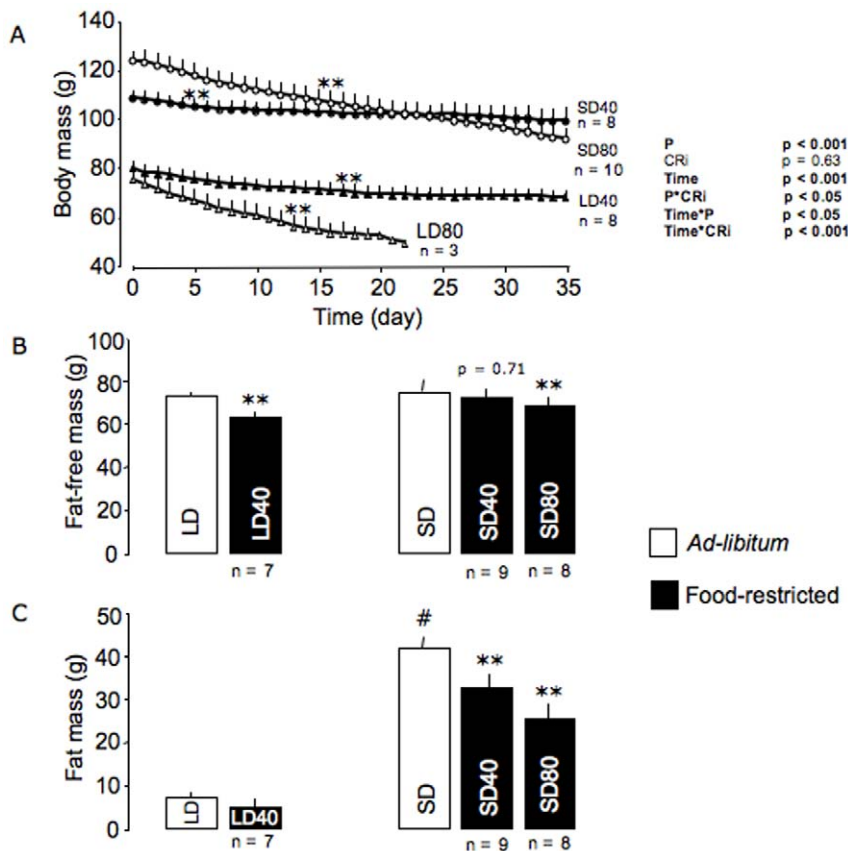 A
Body mass (g)
140
120
100
80
60
40
**
**
**
**
SD40
n = 8
SD80
n = 10
LD40
n = 8
LD80
n = 3
0
5
10
15
20
25
30
35
Time (day)
P p < 0.001
CRi p = 0.63
Time p < 0.001
P*CRi p < 0.05
Time*P p < 0.05
Time*CRi p < 0.001
B
Fat-free mass (g)
100
80
60
40
20
0
LD
**
LD40
n = 7
SD
p = 0.71
SD40
n = 9
**
SD80
n = 8
Ad-libitum
Food-restricted
C
Fat mass (g)
50
40
30
20
10
0
LD
LD40
n = 7
#
SD
**
SD40
n = 9
**
SD80
n = 8